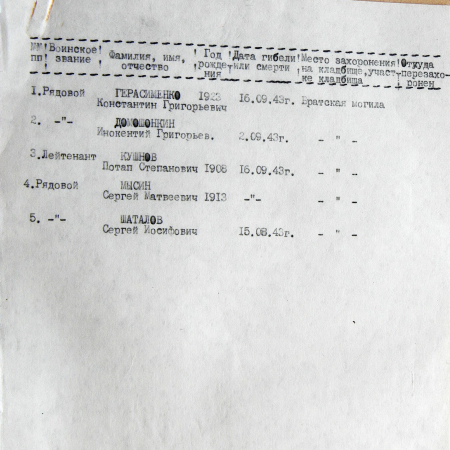 №№ Воинское Фамилия, имя, Год Дата гибели Место захоронения Откуда
пп звание отчество рожде- или смерти на кладбище, участ- перезахо-
ния ке кладбища ронен
1. Рядовой ГЕРАСИМЕНКО 1923 16.09.43г. Братская могила
Константин Григорьевич
2. -"- ДОМОШОНКИН
Инокентий Григорьев. 2.09.43г. - " -
3. Лейтенант КУШНОВ
Потап Степанович 1908 16.09.43г. - " -
4. Рядовой МЫСИН
Сергей Матвеевич 1913 -"- - " -
5. -"- ШАТАЛОВ
Сергей Иосифович 15.08.43г. - " -